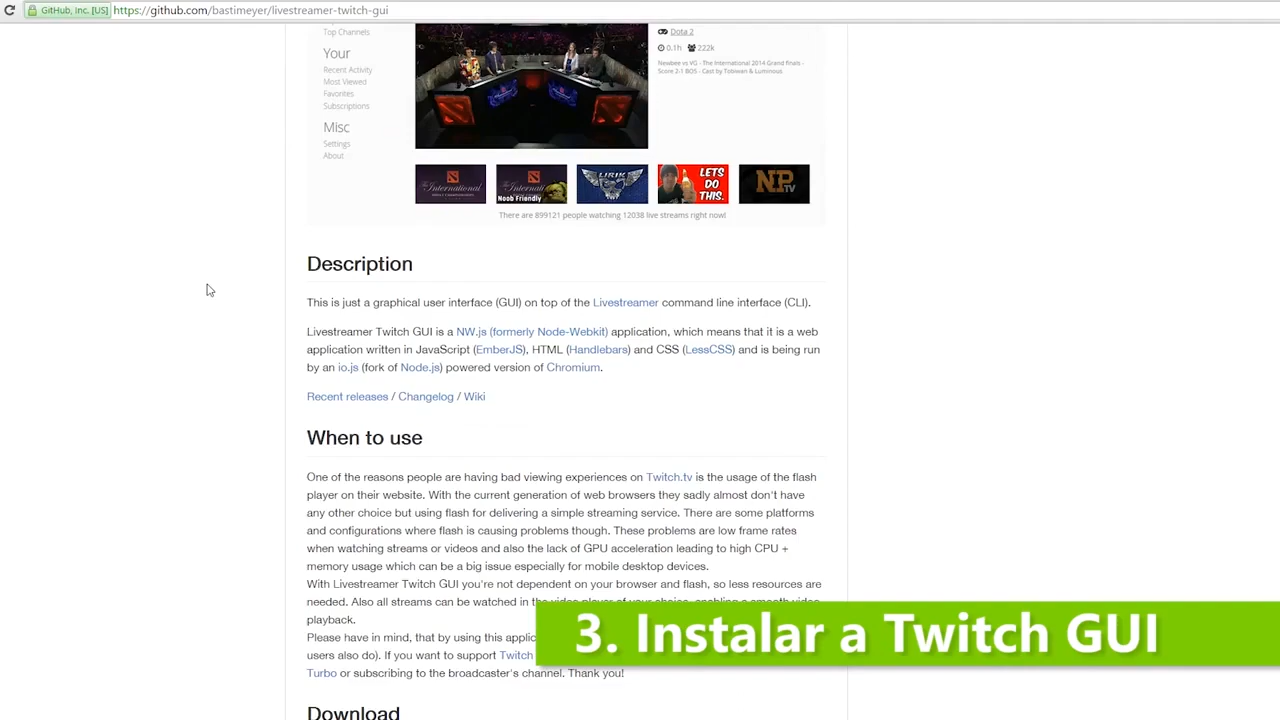 GitHub, Inc. [US] https://github.com/bastimeyer/livestreamer-twitch-gui
Top Channels
Your
Recent Activity
Most Viewed
Favorites
Subscriptions
Misc
Settings
About
Dota 2
0.1h 222k
Newbee vs VG - The International 2014 Grand finals -
Score 2-1 BO5 - Cast by Tobiwan & Luminous
International
Noob Friendly
LIRIK
LETS
DO
THIS.
NP
TV
There are 899121 people watching 12038 live streams right now!
Description
This is just a graphical user interface (GUI) on top of the Livestreamer command line interface (CLI).
Livestreamer Twitch GUI is a NW.js (formerly Node-Webkit) application, which means that it is a web
application written in JavaScript (EmberJS), HTML (Handlebars) and CSS (LessCSS) and is being run
by an io.js (fork of Node.js) powered version of Chromium.
Recent releases / Changelog / Wiki
When to use
One of the reasons people are having bad viewing experiences on Twitch.tv is the usage of the flash
player on their website. With the current generation of web browsers they sadly almost don't have
any other choice but using flash for delivering a simple streaming service. There are some platforms
and configurations where flash is causing problems though. These problems are low frame rates
when watching streams or videos and also the lack of GPU acceleration leading to high CPU +
memory usage which can be a big issue especially for mobile desktop devices.
With Livestreamer Twitch GUI you're not dependent on your browser and flash, so less resources are
needed. Also all streams can be watched in the video player of your choice, enabling a smooth video
playback.
Please have in mind, that by using this applic
users also do). If you want to support Twitch
Turbo or subscribing to the broadcaster's channel. Thank you!
3. Instalar a Twitch GUI
Download